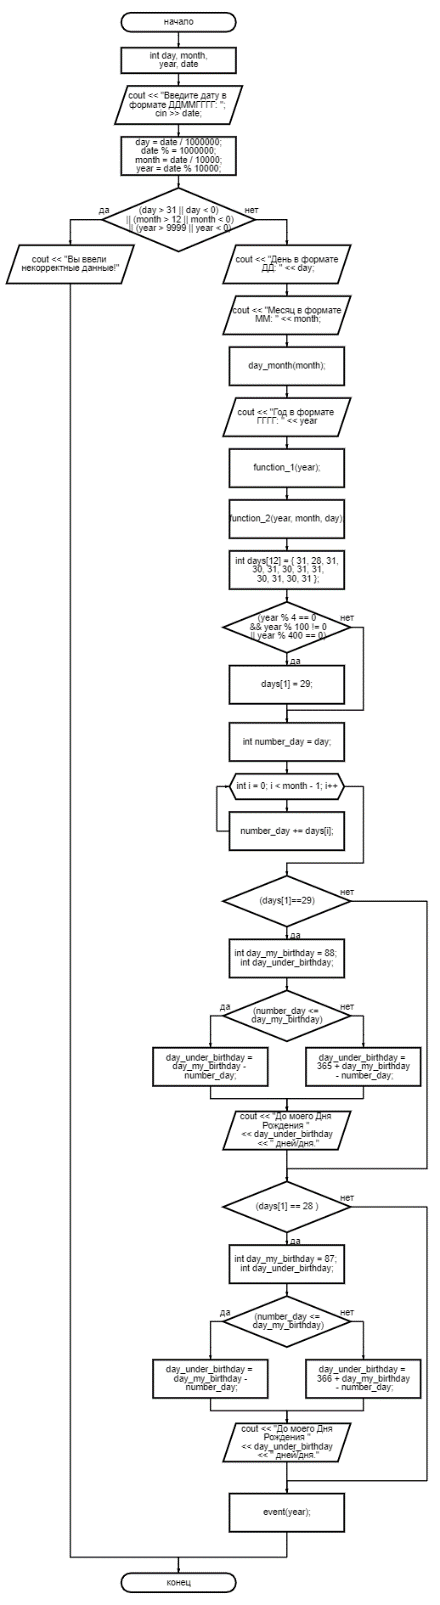 начало
int day, month,
year, date
cout << "Введите дату в
формате ДДММГГГГ: ";
cin >> date;
day = date / 1000000;
date % = 1000000;
month = date / 10000;
year = date % 10000;
(day > 31 || day < 0)
|| (month > 12 || month < 0)
|| (year > 9999 || year < 0)
да
нет
cout << "Вы ввели
некорректные данные!"
cout << "День в формате
ДД: " << day;
cout << "Месяц в формате
ММ: " << month;
day_month(month);
cout << "Год в формате
ГГГГ: " << year
function_1(year);
function_2(year, month, day);
int days[12] = { 31, 28, 31,
30, 31, 30, 31, 31,
30, 31, 30, 31 };
(year % 4 == 0
&& year % 100 != 0
|| year % 400 == 0)
нет
да
days[1] = 29;
int number_day = day;
int i = 0; i < month - 1; i++
number_day += days[i];
(days[1]==29)
нет
да
int day_my_birthday = 88;
int day_under_birthday;
(number_day <=
day_my_birthday)
да
нет
day_under_birthday =
day_my_birthday -
number_day;
day_under_birthday =
365 + day_my_birthday
- number_day;
cout << "До моего Дня
Рождения "
<< day_under_birthday
<< " дней/дня."
(days[1] == 28 )
нет
да
int day_my_birthday = 87;
int day_under_birthday;
(number_day <=
day_my_birthday)
да
нет
day_under_birthday =
day_my_birthday -
number_day;
day_under_birthday =
366 + day_my_birthday
- number_day;
cout << "До моего Дня
Рождения "
<< day_under_birthday
<< " дней/дня."
event(year);
конец